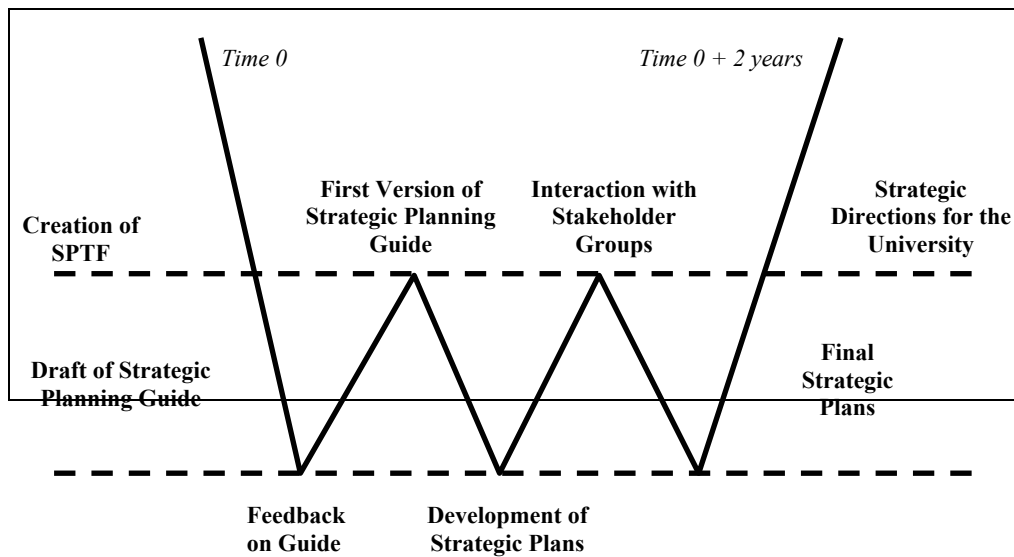 Time 0
Time 0 + 2 years
Creation of
SPTF
First Version of
Strategic Planning
Guide
Interaction with
Stakeholder
Groups
Strategic
Directions for the
University
Draft of Strategic
Planning Guide
Final
Strategic
Plans
Feedback
on Guide
Development of
Strategic Plans